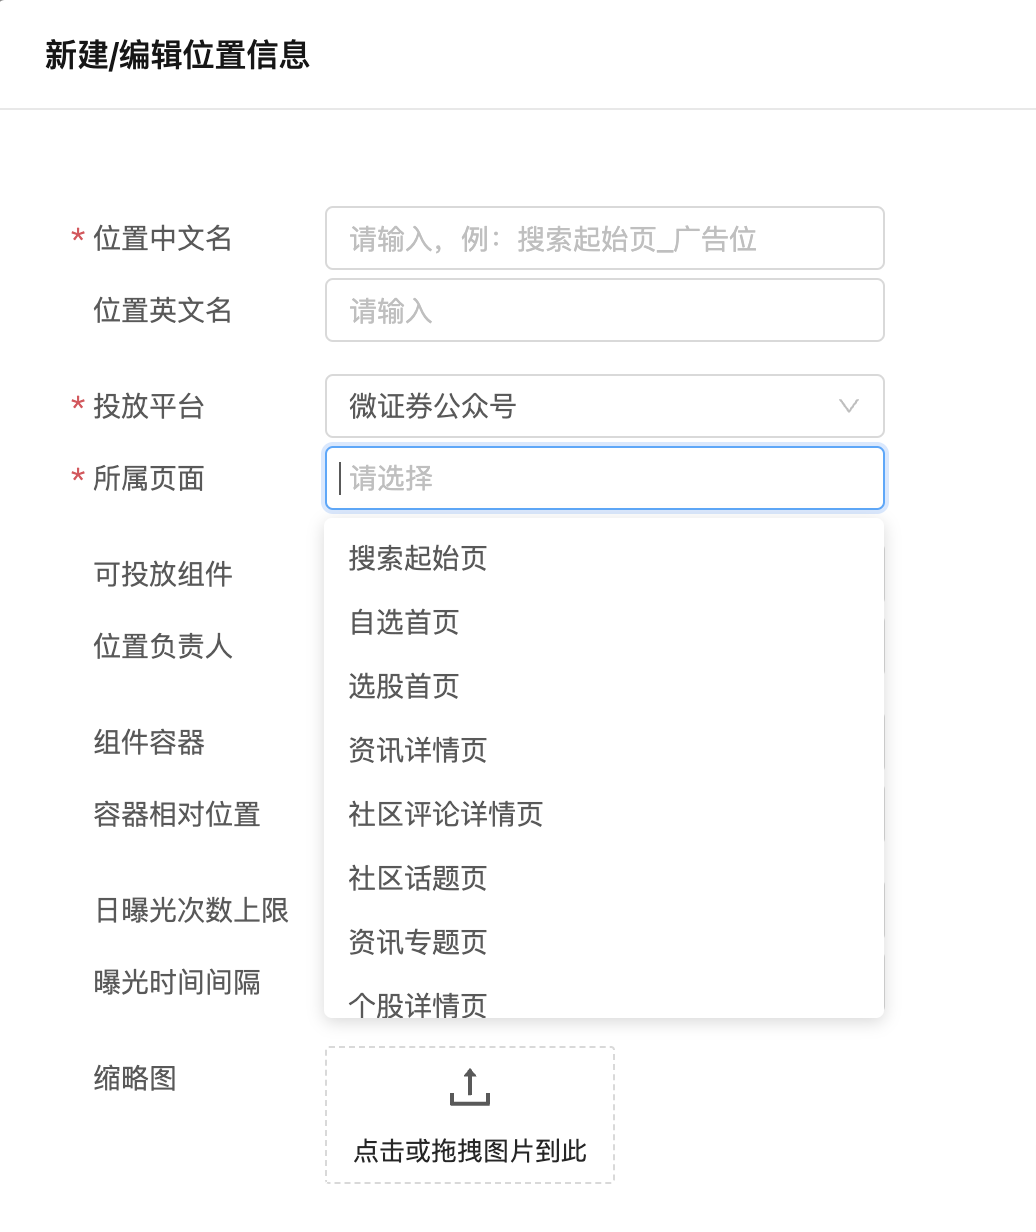 新建/编辑位置信息
* 位置中文名 请输入，例：搜索起始页_广告位
位置英文名 请输入
* 投放平台 微证券公众号
* 所属页面 请选择
搜索起始页
可投放组件
自选首页
位置负责人
选股首页
组件容器
资讯详情页
容器相对位置
社区评论详情页
社区话题页
日曝光次数上限
资讯专题页
曝光时间间隔
个股详情页
缩略图
点击或拖拽图片到此